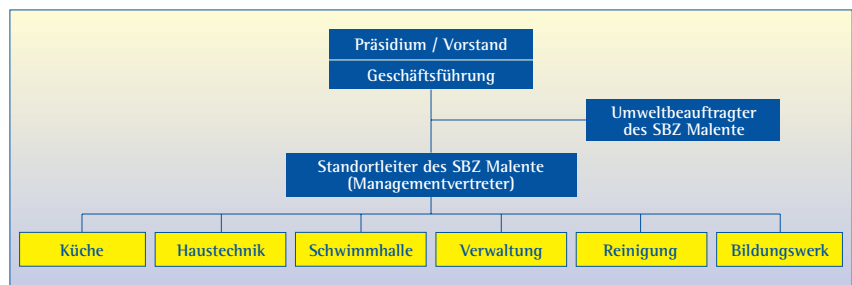 Präsidium / Vorstand
Geschäftsführung
Umweltbeauftragter
des SBZ Malente
Standortleiter des SBZ Malente
(Managementvertreter)
Küche
Haustechnik
Schwimmhalle
Verwaltung
Reinigung
Bildungswerk